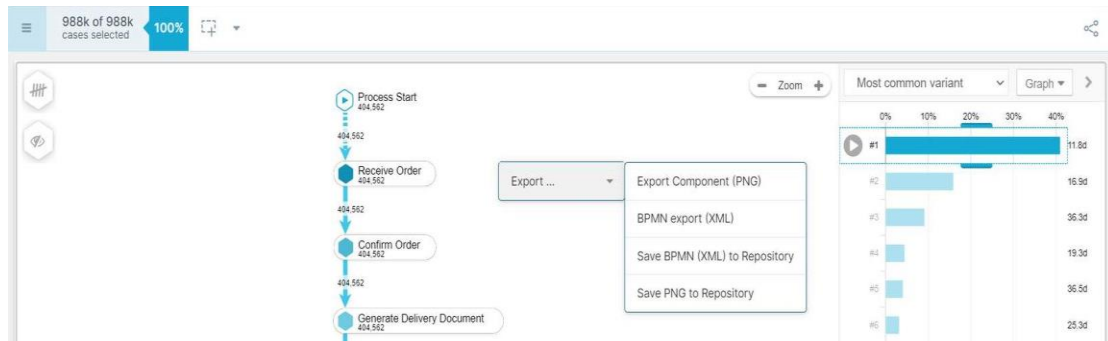 988k of 988k
cases selected
100%
Most common variant
Graph
Zoom
Process Start
404,562
404,562
Receive Order
404,562
404,562
Confirm Order
404,562
404,562
Generate Delivery Document
404,562
Export ...
Export Component (PNG)
BPMN export (XML)
Save BPMN (XML) to Repository
Save PNG to Repository
0% 10% 20% 30% 40%
#1 11.8d
#2 16.9d
#3 36.3d
#4 19.3d
#5 36.5d
#6 25.3d